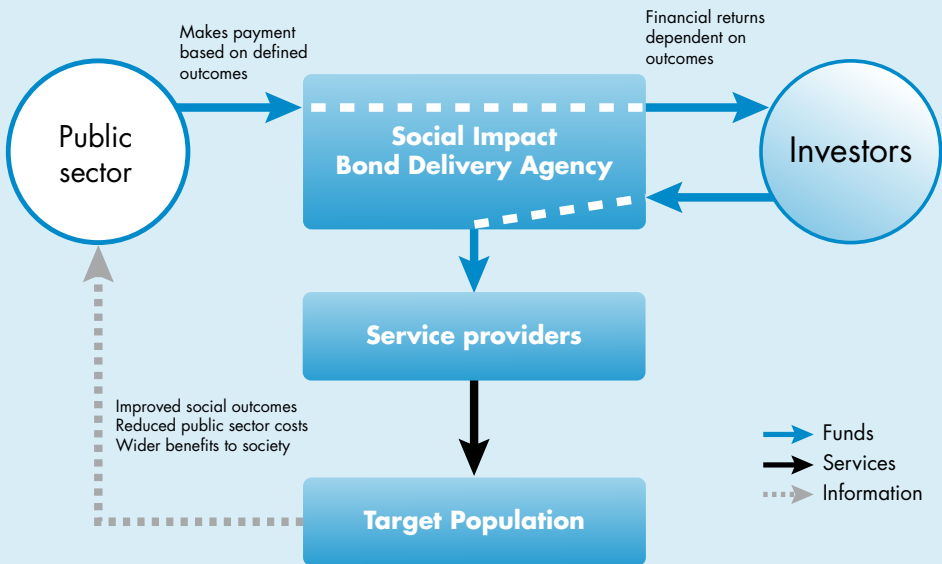 Makes payment
based on defined
outcomes
Financial returns
dependent on
outcomes
Public
sector
Social Impact
Bond Delivery Agency
Investors
Service providers
Improved social outcomes
Reduced public sector costs
Wider benefits to society
Funds
Services
Information
Target Population